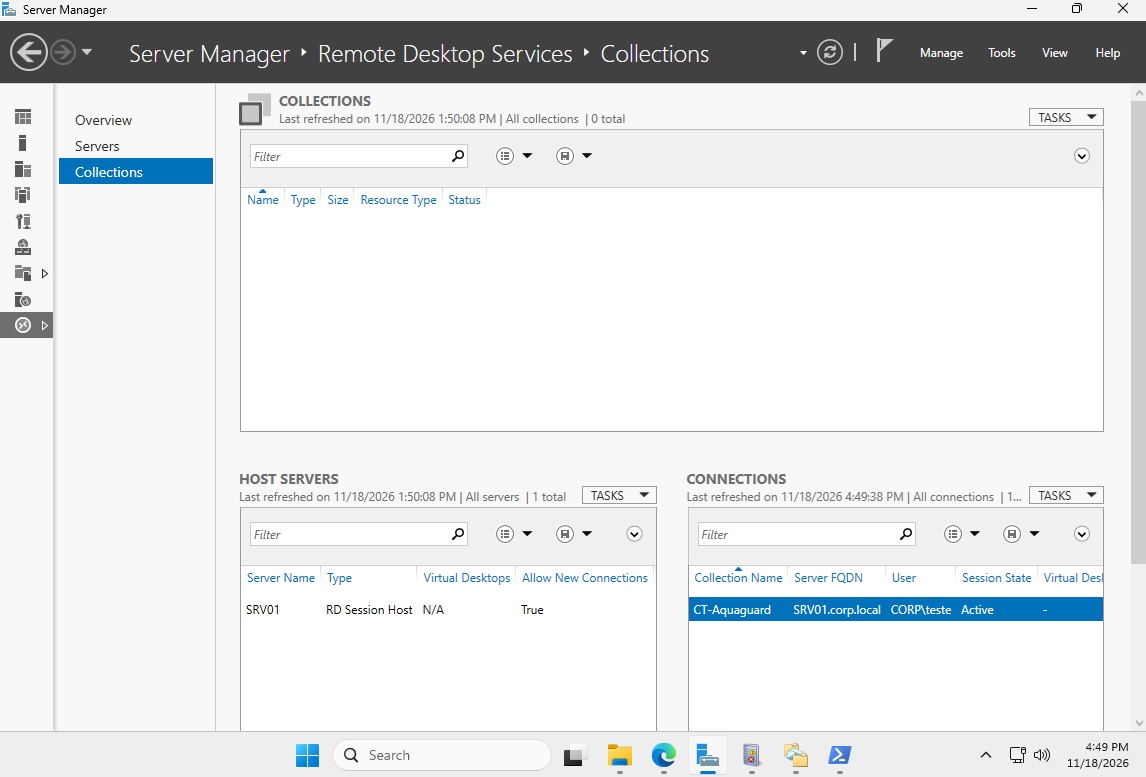 Server Manager
Server Manager ‣ Remote Desktop Services ‣ Collections
Manage Tools View Help
Overview
Servers
Collections
COLLECTIONS
Last refreshed on 11/18/2026 1:50:08 PM | All collections | 0 total
TASKS
Filter
Name Type Size Resource Type Status
HOST SERVERS
Last refreshed on 11/18/2026 1:50:08 PM | All servers | 1 total
TASKS
Filter
Server Name Type Virtual Desktops Allow New Connections
SRV01 RD Session Host N/A True
CONNECTIONS
Last refreshed on 11/18/2026 4:49:38 PM | All connections | 1...
TASKS
Filter
Collection Name Server FQDN User Session State Virtual Desl
CT-Aquaguard SRV01.corp.local CORP\teste Active -
Search
4:49 PM
11/18/2026